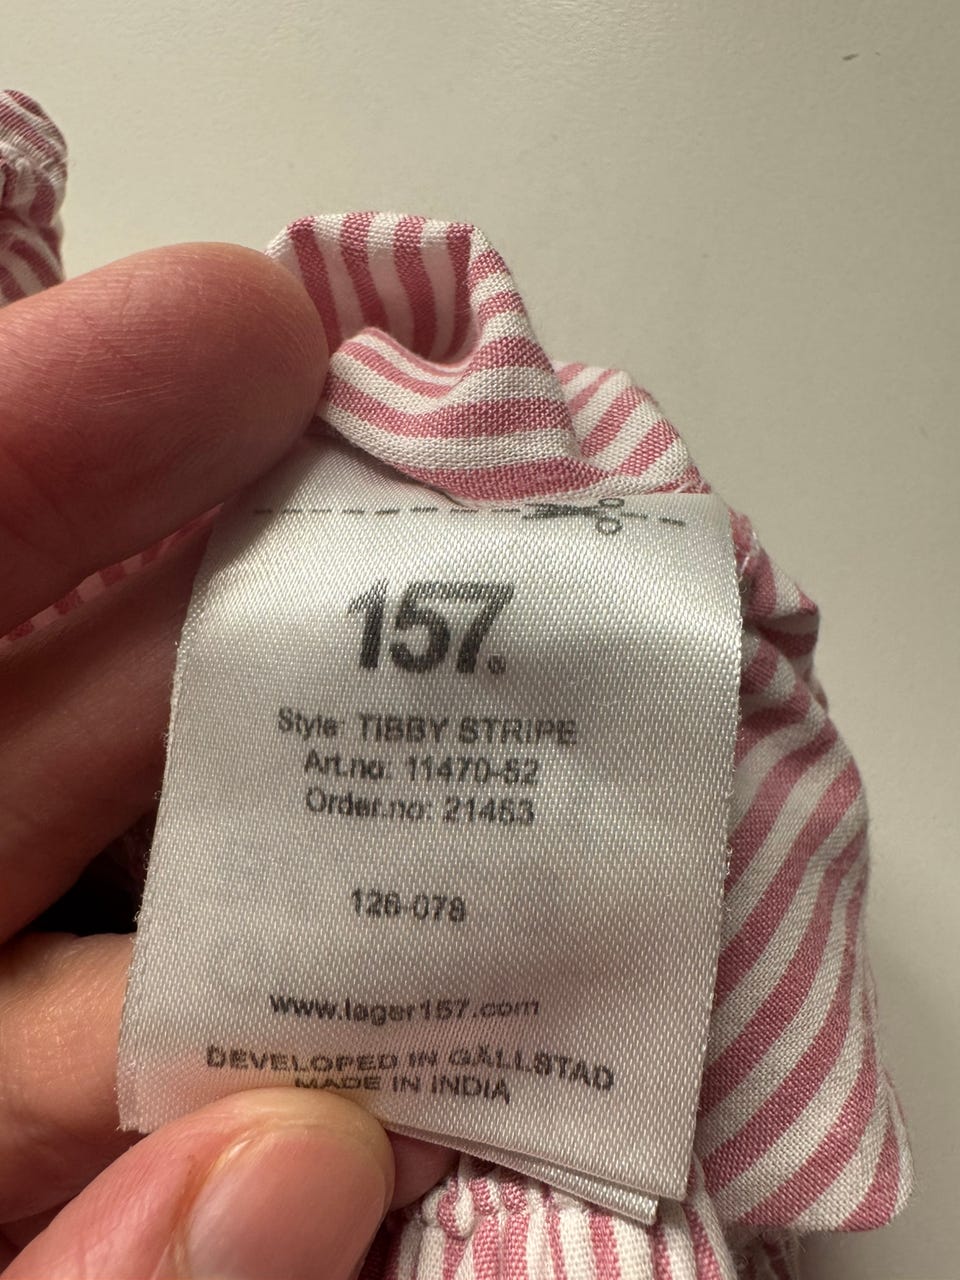 157.
Style: TIBBY STRIPE
Art.no: 11470-52
Order.no: 21453
126-078
www.lager157.com
DEVELOPED IN GÄLLSTAD
MADE IN INDIA